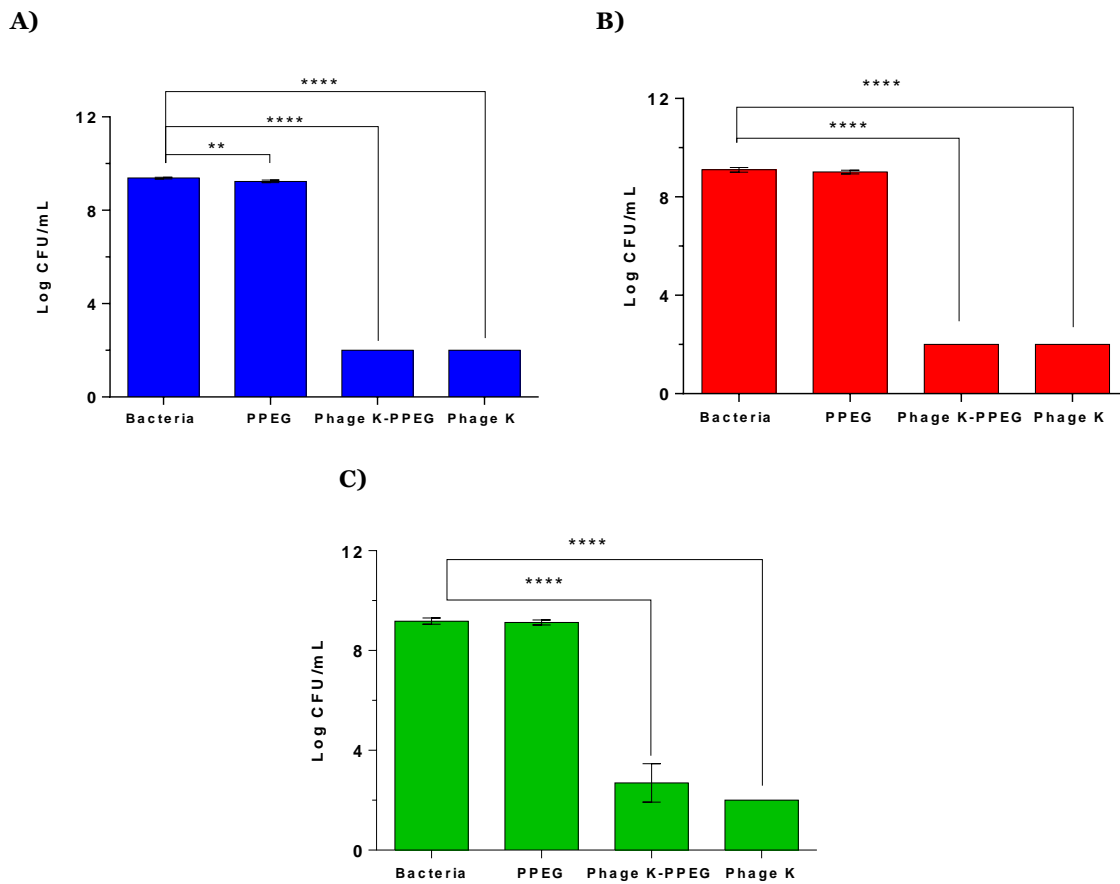 A)
****
****
**
12
8
4
0
Log CFU/mL
Bacteria PPEG Phage K-PPEG Phage K
B)
****
****
12
8
4
0
Log CFU/mL
Bacteria PPEG Phage K-PPEG Phage K
C)
****
****
12
8
4
0
Log CFU/mL
Bacteria PPEG Phage K-PPEG Phage K